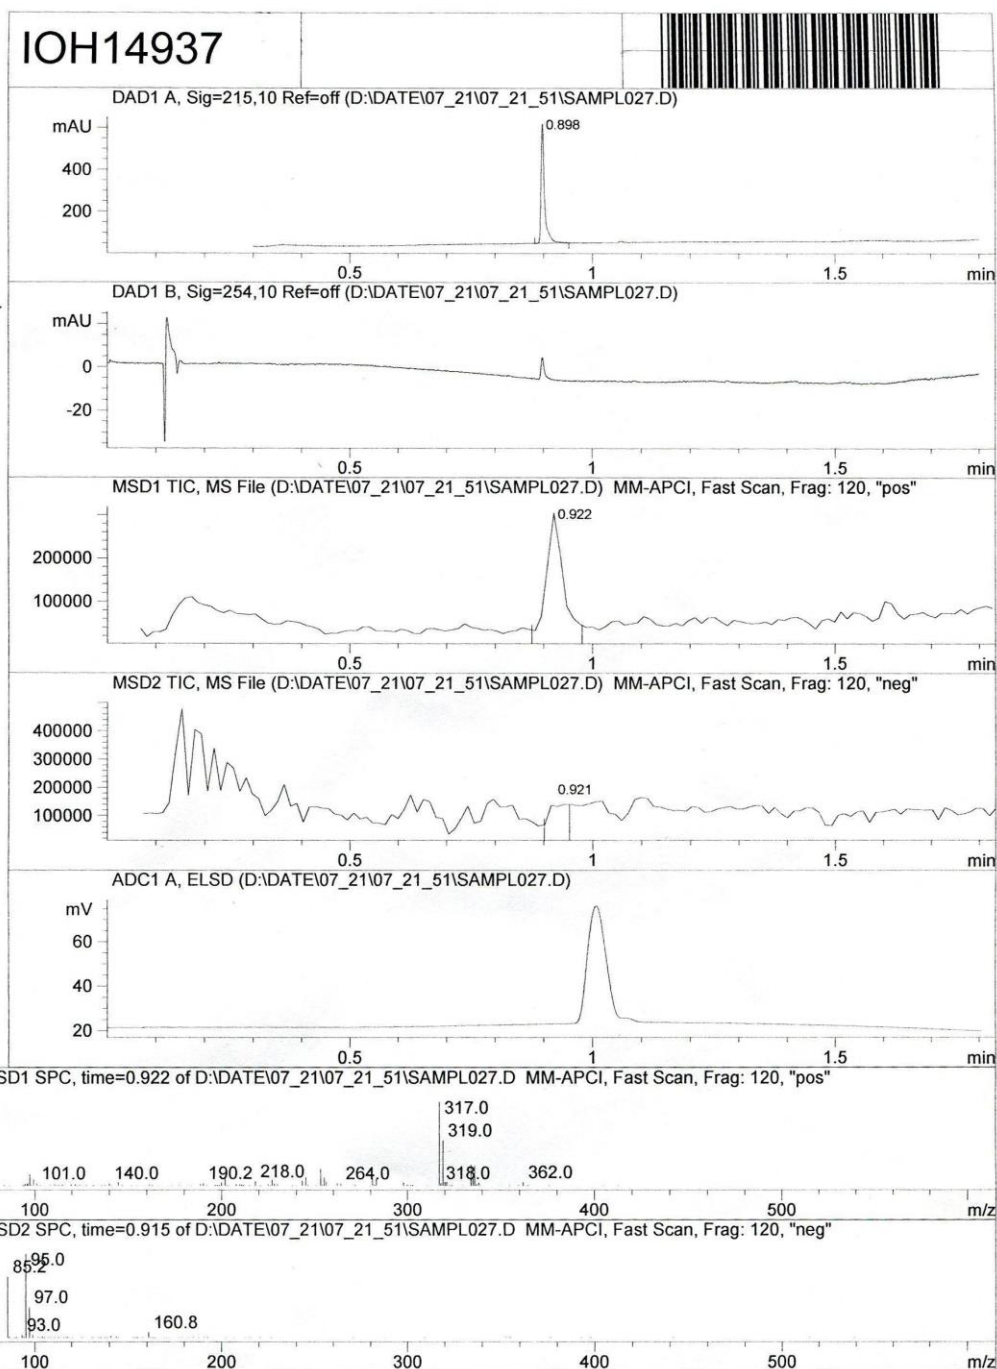 IOH14937
DAD1 A, Sig=215,10 Ref=off (D:\DATE\07_21\07_21_51\SAMPL027.D)
mAU
0.898
400
200
0.5 1 1.5 min
DAD1 B, Sig=254,10 Ref=off (D:\DATE\07_21\07_21_51\SAMPL027.D)
mAU
0
-20
0.5 1 1.5 min
MSD1 TIC, MS File (D:\DATE\07_21\07_21_51\SAMPL027.D) MM-APCI, Fast Scan, Frag: 120, "pos"
0.922
200000
100000
0.5 1 1.5 min
MSD2 TIC, MS File (D:\DATE\07_21\07_21_51\SAMPL027.D) MM-APCI, Fast Scan, Frag: 120, "neg"
400000
300000
200000
0.921
100000
0.5 1 1.5 min
ADC1 A, ELSD (D:\DATE\07_21\07_21_51\SAMPL027.D)
mV
60
40
20
0.5 1 1.5 min
SD1 SPC, time=0.922 of D:\DATE\07_21\07_21_51\SAMPL027.D MM-APCI, Fast Scan, Frag: 120, "pos"
317.0
319.0
101.0 140.0 190.2 218.0 264.0 318.0 362.0
100 200 300 400 500 m/z
SD2 SPC, time=0.915 of D:\DATE\07_21\07_21_51\SAMPL027.D MM-APCI, Fast Scan, Frag: 120, "neg"
85.2 95.0
97.0
93.0 160.8
100 200 300 400 500 m/z